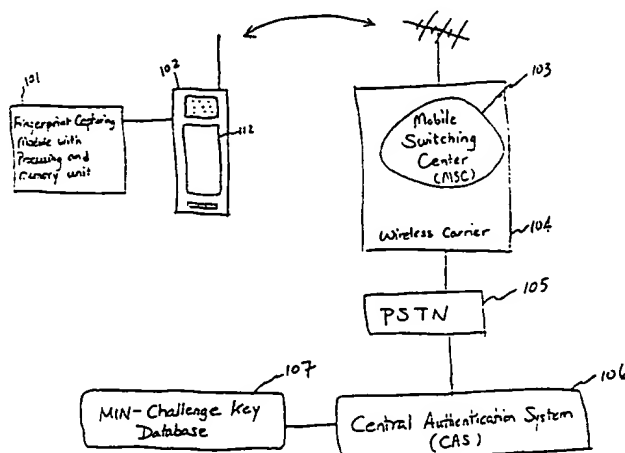 101
102
103
Fingerprint Capturing
Module with
Processing and
memory unit
112
Mobile
Switching
Center
(MSC)
Wireless Carrier
104
PSTN
105
107
106
MIN-Challenge Key
Database
Central Authentication System
(CAS)